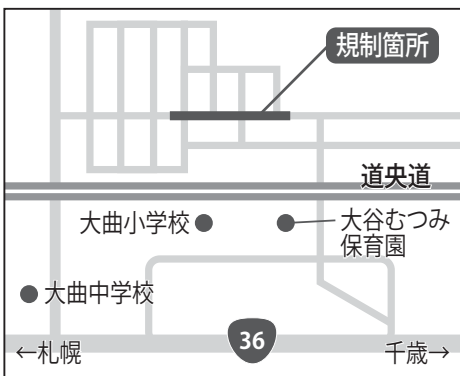 規制箇所
道央道
大曲小学校
大谷むつみ
保育園
大曲中学校
←札幌
36
千歳→